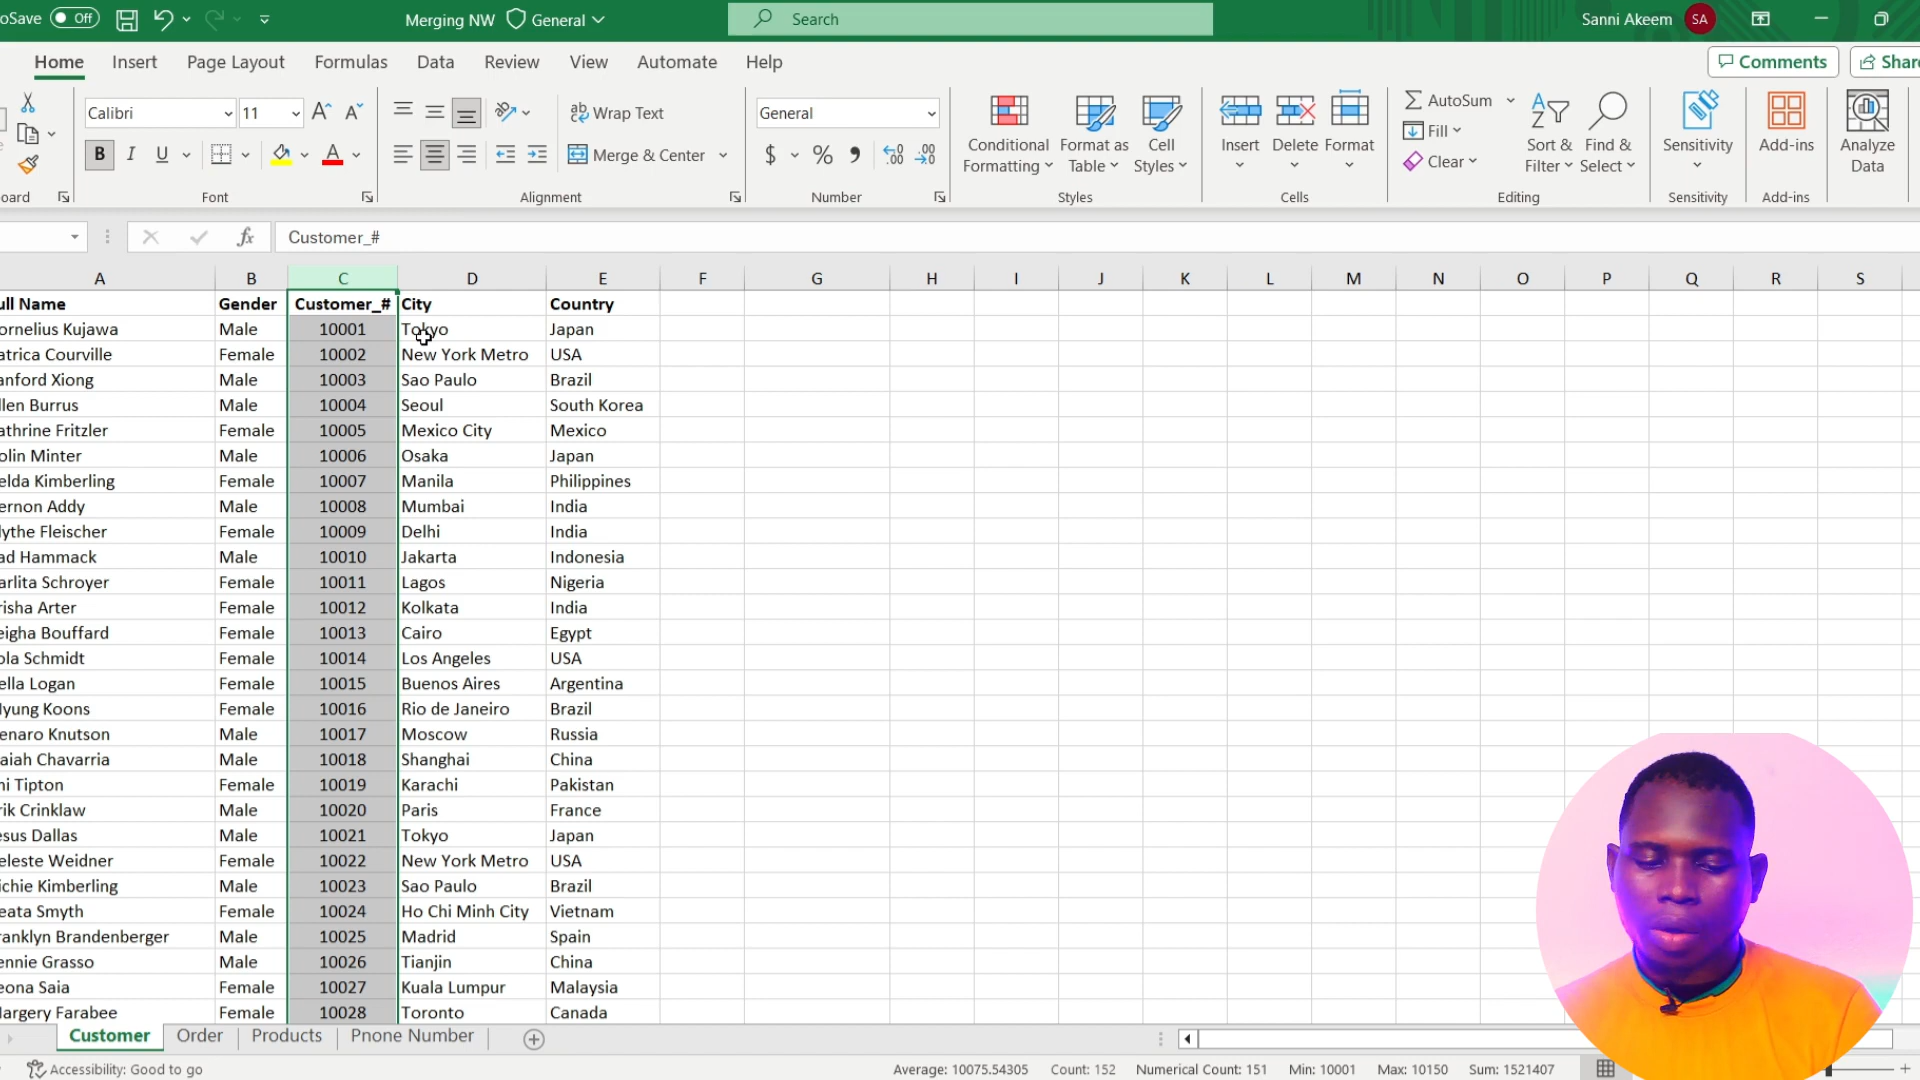 oSave Off Merging NW General Search Sanni Akeem SA
Home Insert Page Layout Formulas Data Review View Automate Help Comments Shar
Calibri 11 Wrap Text General Conditional Formatting Format as Table Cell Styles Insert Delete Format AutoSum Fill Clear Sort & Filter Find & Select Sensitivity Add-ins Analyze Data
B I U A Merge & Center $ % 9
oard Font Alignment Number Styles Cells Editing Sensitivity Add-ins
fx Customer_#
A B C D E F G H I J K L M N O P Q R S
ull Name Gender Customer_# City Country
ornelius Kujawa Male 10001 Tokyo Japan
atrica Courville Female 10002 New York Metro USA
anford Xiong Male 10003 Sao Paulo Brazil
llen Burrus Male 10004 Seoul South Korea
athrine Fritzler Female 10005 Mexico City Mexico
olin Minter Male 10006 Osaka Japan
elda Kimberling Female 10007 Manila Philippines
ernon Addy Male 10008 Mumbai India
lythe Fleischer Female 10009 Delhi India
ad Hammack Male 10010 Jakarta Indonesia
arlita Schroyer Female 10011 Lagos Nigeria
risha Arter Female 10012 Kolkata India
eigha Bouffard Female 10013 Cairo Egypt
ola Schmidt Female 10014 Los Angeles USA
ella Logan Female 10015 Buenos Aires Argentina
lyung Koons Female 10016 Rio de Janeiro Brazil
enaro Knutson Male 10017 Moscow Russia
aiah Chavarria Male 10018 Shanghai China
ni Tipton Female 10019 Karachi Pakistan
rik Crinklaw Male 10020 Paris France
esus Dallas Male 10021 Tokyo Japan
eleste Weidner Female 10022 New York Metro USA
ichie Kimberling Male 10023 Sao Paulo Brazil
eata Smyth Female 10024 Ho Chi Minh City Vietnam
ranklyn Brandenberger Male 10025 Madrid Spain
ennie Grasso Male 10026 Tianjin China
eona Saia Female 10027 Kuala Lumpur Malaysia
largery Farabee Female 10028 Toronto Canada
Customer Order Products Pnone Number
Accessibility: Good to go Average: 10075.54305 Count: 152 Numerical Count: 151 Min: 10001 Max: 10150 Sum: 1521407